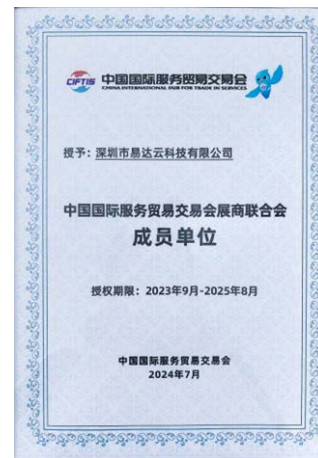 CIFTIS 中国国际服务贸易交易会
CHINA INTERNATIONAL FAIR FOR TRADE IN SERVICES
授予：深圳市易达云科技有限公司
中国国际服务贸易交易会展商联合会
成员单位
授权期限：2023年9月-2025年8月
中国国际服务贸易交易会
2024年7月